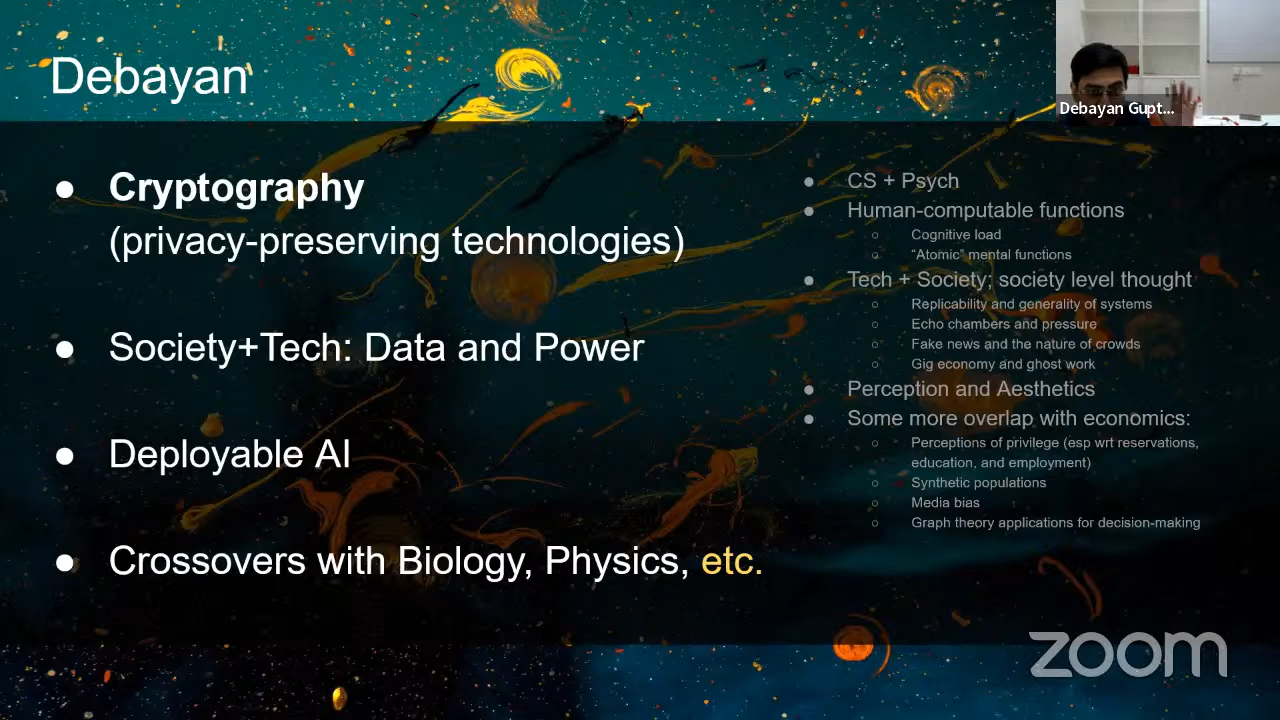 Debayan
Debayan Gupt...
● Cryptography
(privacy-preserving technologies)
● Society+Tech: Data and Power
● Deployable AI
● Crossovers with Biology, Physics, etc.
● CS + Psych
● Human-computable functions
○ Cognitive load
○ “Atomic” mental functions
● Tech + Society; society level thought
○ Replicability and generality of systems
○ Echo chambers and pressure
○ Fake news and the nature of crowds
○ Gig economy and ghost work
● Perception and Aesthetics
● Some more overlap with economics:
○ Perceptions of privilege (esp wrt reservations,
education, and employment)
○ Synthetic populations
○ Media bias
○ Graph theory applications for decision-making
zoom